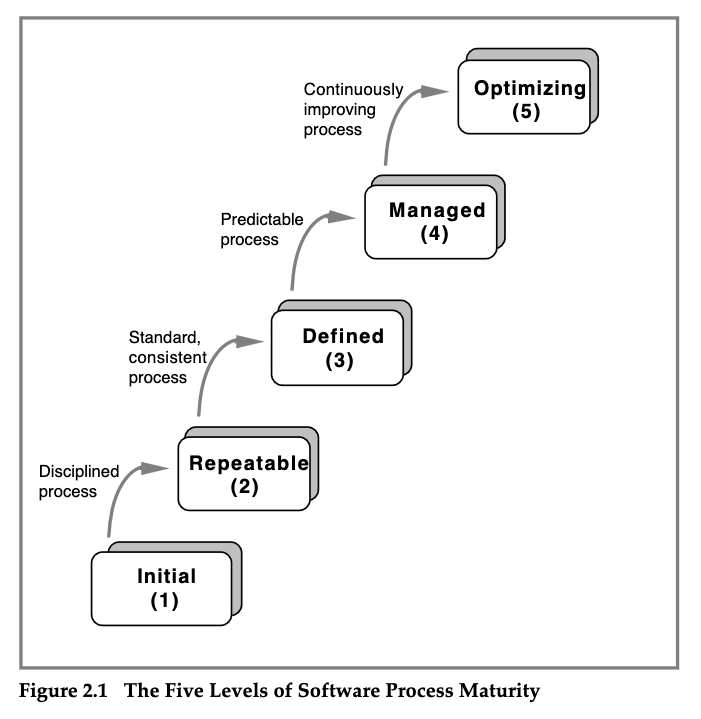 Continuously
improving
process
Optimizing
(5)
Predictable
process
Managed
(4)
Standard,
consistent
process
Defined
(3)
Disciplined
process
Repeatable
(2)
Initial
(1)
Figure 2.1 The Five Levels of Software Process Maturity